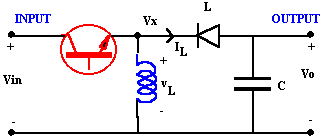 L
INPUT Vx OUTPUT
+ IL +
Vin + vL C Vo
-
- -